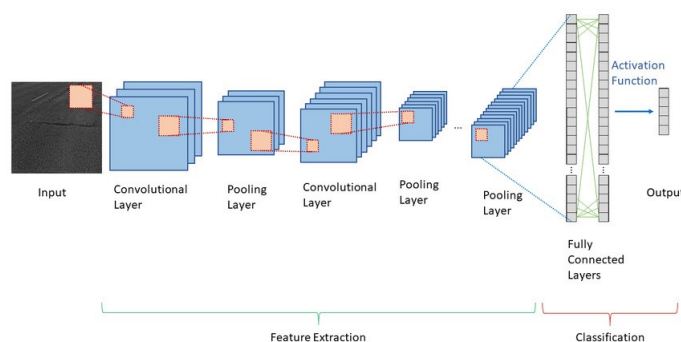 Activation
Function
Input
Convolutional
Layer
Pooling
Layer
Convolutional
Layer
Pooling
Layer
...
Pooling
Layer
Fully
Connected
Layers
Output
Feature Extraction
Classification